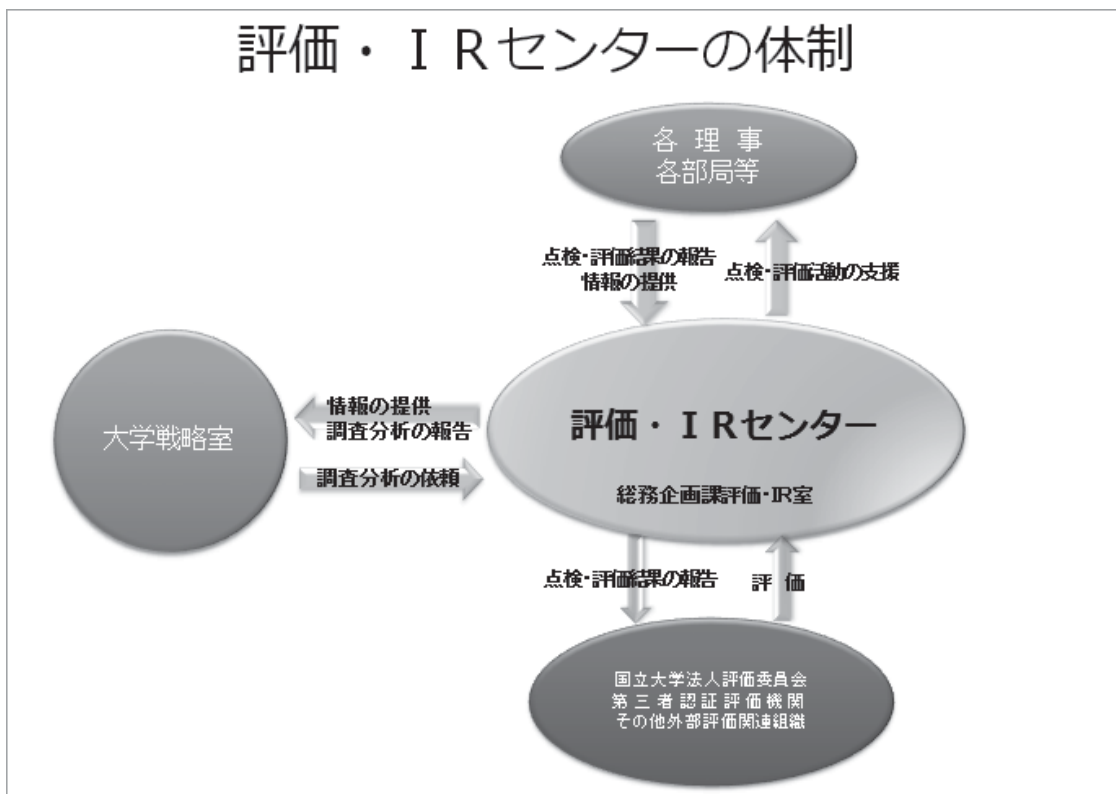 評価・ＩＲセンターの体制
各 理 事
各部局等
点検・評価結果の報告
情報の提供
点検・評価活動の支援
大学戦略室
情報の提供
調査分析の報告
調査分析の依頼
評価・ＩＲセンター
総務企画課評価・IR室
点検・評価結果の報告
評 価
国立大学法人評価委員会
第三者認証評価機関
その他外部評価関連組織